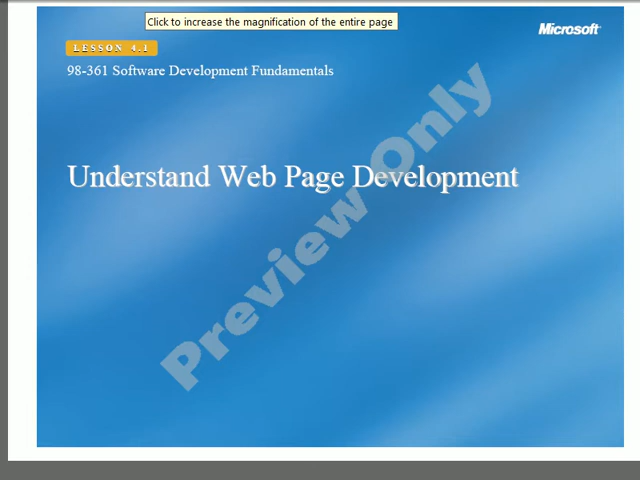 Click to increase the magnification of the entire page
Microsoft
LESSON 4.1
98-361 Software Development Fundamentals
Understand Web Page Development
Preview Only